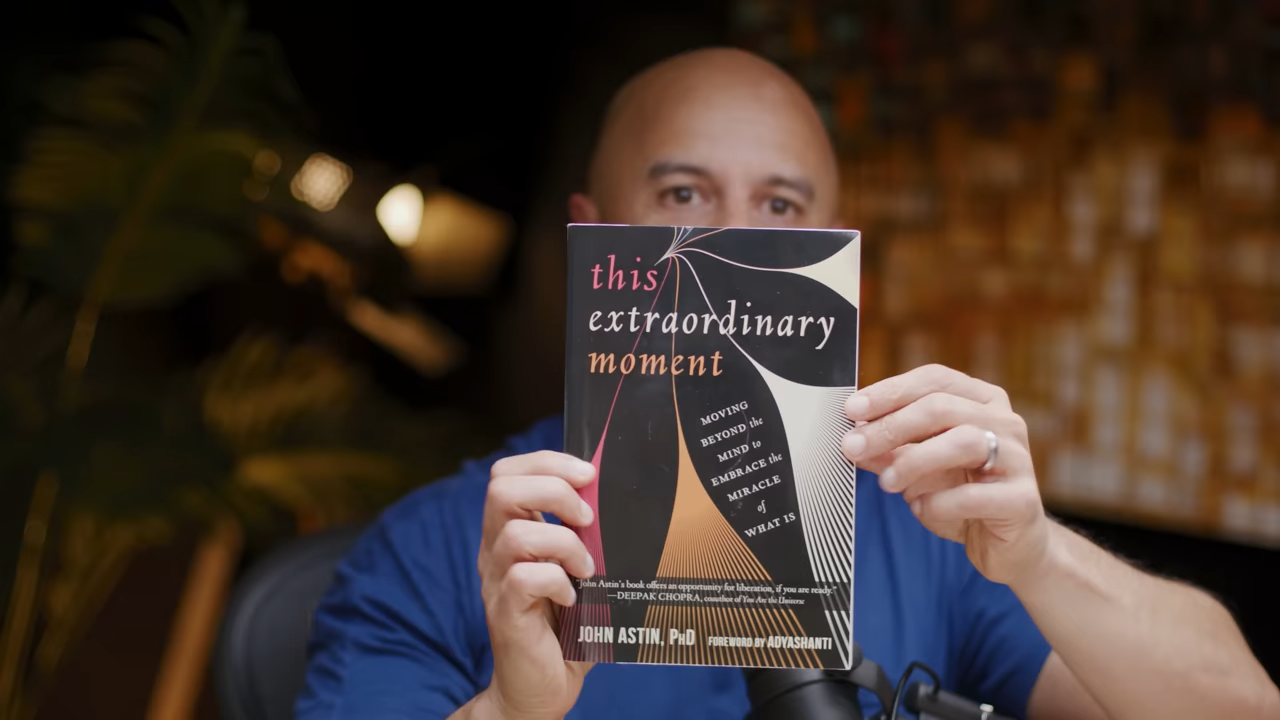 this
extraordinary
moment
MOVING
BEYOND the
MIND to
EMBRACE the
MIRACLE
of
WHAT IS
"John Astin's book offers an opportunity for liberation, if you are ready."
—DEEPAK CHOPRA, coauthor of You Are the Universe
JOHN ASTIN, PhD FOREWORD BY ADYASHANTI